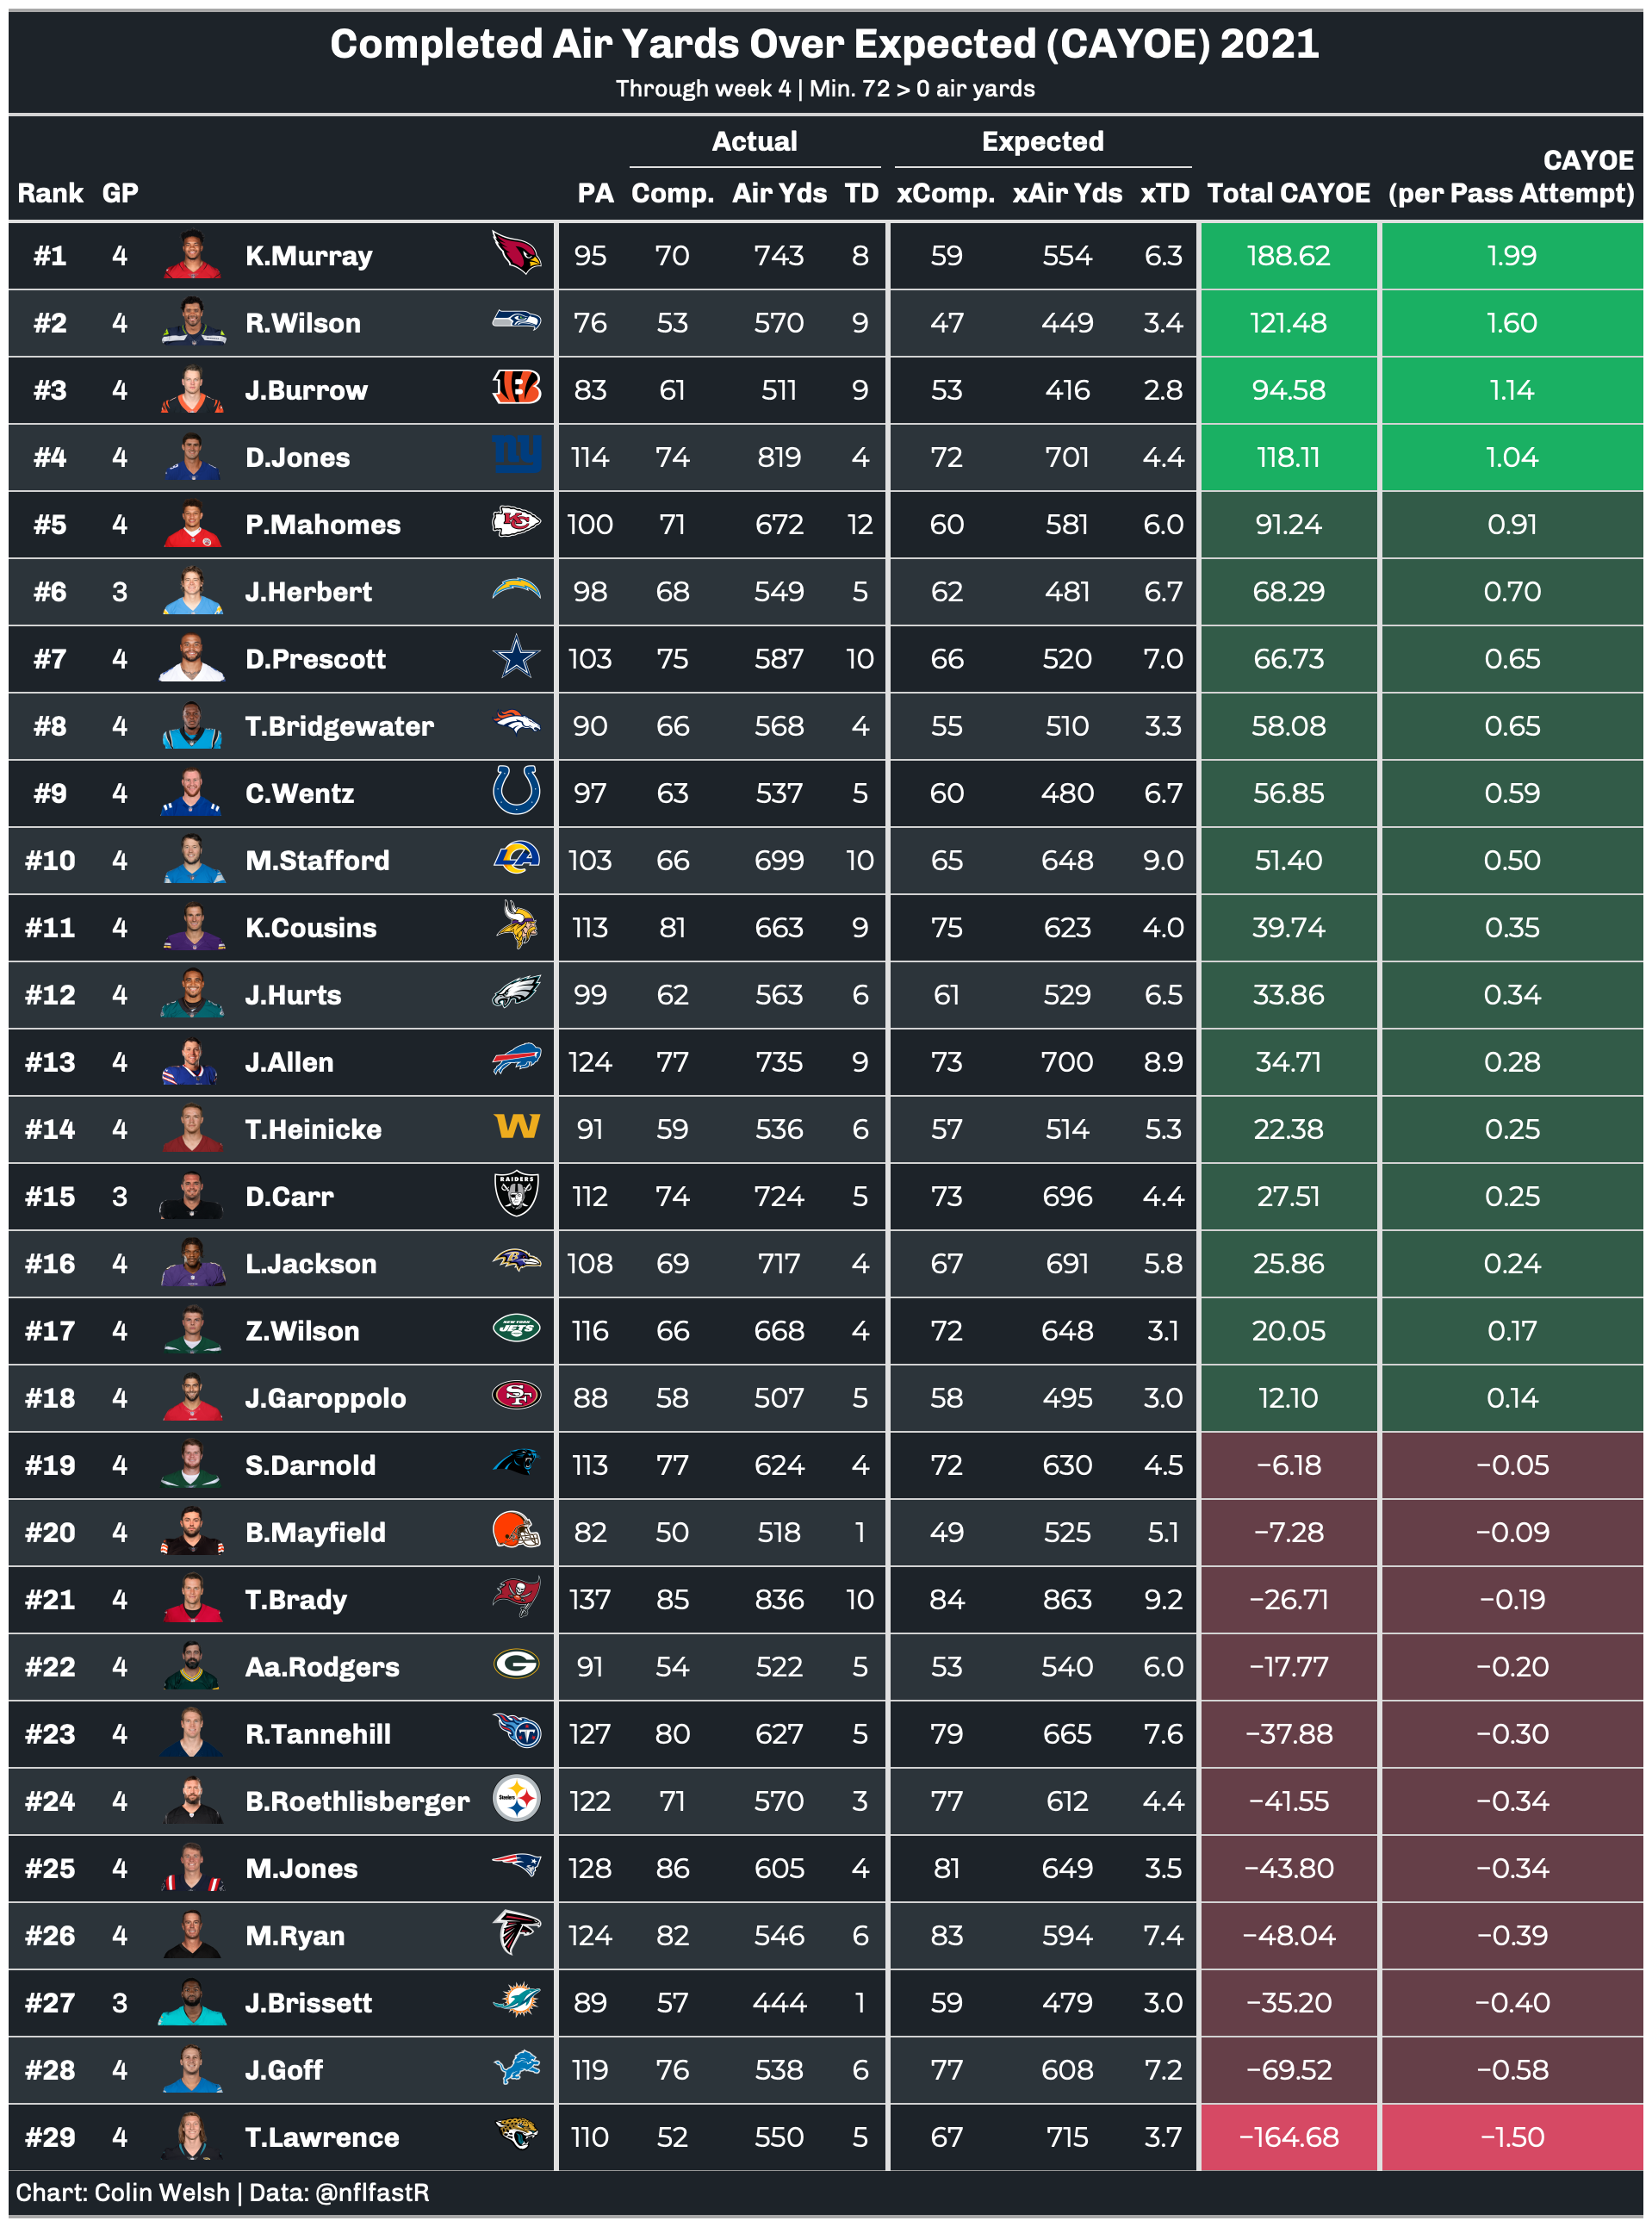 Completed Air Yards Over Expected (CAYOE) 2021
Through week 4 | Min. 72 > 0 air yards
Actual Expected CAYOE
Rank GP PA Comp. Air Yds TD xComp. xAir Yds xTD Total CAYOE (per Pass Attempt)
#1 4 K.Murray 95 70 743 8 59 554 6.3 188.62 1.99
#2 4 R.Wilson 76 53 570 9 47 449 3.4 121.48 1.60
#3 4 J.Burrow 83 61 511 9 53 416 2.8 94.58 1.14
#4 4 D.Jones ny 114 74 819 4 72 701 4.4 118.11 1.04
#5 4 P.Mahomes KC 100 71 672 12 60 581 6.0 91.24 0.91
#6 3 J.Herbert 98 68 549 5 62 481 6.7 68.29 0.70
#7 4 D.Prescott 103 75 587 10 66 520 7.0 66.73 0.65
#8 4 T.Bridgewater 90 66 568 4 55 510 3.3 58.08 0.65
#9 4 C.Wentz 97 63 537 5 60 480 6.7 56.85 0.59
#10 4 M.Stafford LA 103 66 699 10 65 648 9.0 51.40 0.50
#11 4 K.Cousins 113 81 663 9 75 623 4.0 39.74 0.35
#12 4 J.Hurts 99 62 563 6 61 529 6.5 33.86 0.34
#13 4 J.Allen 124 77 735 9 73 700 8.9 34.71 0.28
#14 4 T.Heinicke W 91 59 536 6 57 514 5.3 22.38 0.25
#15 3 D.Carr RAIDERS 112 74 724 5 73 696 4.4 27.51 0.25
#16 4 L.Jackson B 108 69 717 4 67 691 5.8 25.86 0.24
#17 4 Z.Wilson NEW YORK JETS 116 66 668 4 72 648 3.1 20.05 0.17
#18 4 J.Garoppolo SF 88 58 507 5 58 495 3.0 12.10 0.14
#19 4 S.Darnold 113 77 624 4 72 630 4.5 −6.18 −0.05
#20 4 B.Mayfield 82 50 518 1 49 525 5.1 −7.28 −0.09
#21 4 T.Brady 137 85 836 10 84 863 9.2 −26.71 −0.19
#22 4 Aa.Rodgers G 91 54 522 5 53 540 6.0 −17.77 −0.20
#23 4 R.Tannehill T 127 80 627 5 79 665 7.6 −37.88 −0.30
#24 4 B.Roethlisberger Steelers 122 71 570 3 77 612 4.4 −41.55 −0.34
#25 4 M.Jones 128 86 605 4 81 649 3.5 −43.80 −0.34
#26 4 M.Ryan 124 82 546 6 83 594 7.4 −48.04 −0.39
#27 3 J.Brissett 89 57 444 1 59 479 3.0 −35.20 −0.40
#28 4 J.Goff 119 76 538 6 77 608 7.2 −69.52 −0.58
#29 4 T.Lawrence 110 52 550 5 67 715 3.7 −164.68 −1.50
Chart: Colin Welsh | Data: @nflfastR